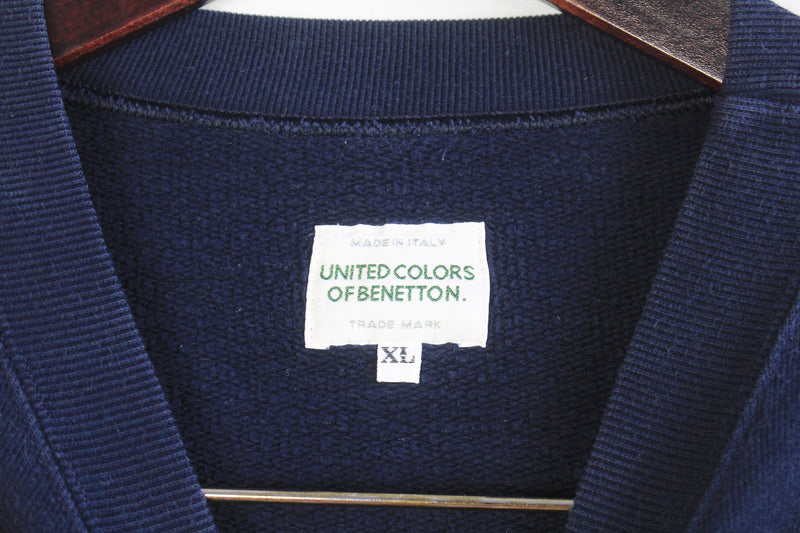 MADE IN ITALY
UNITED COLORS
OF BENETTON.
TRADE MARK
XL